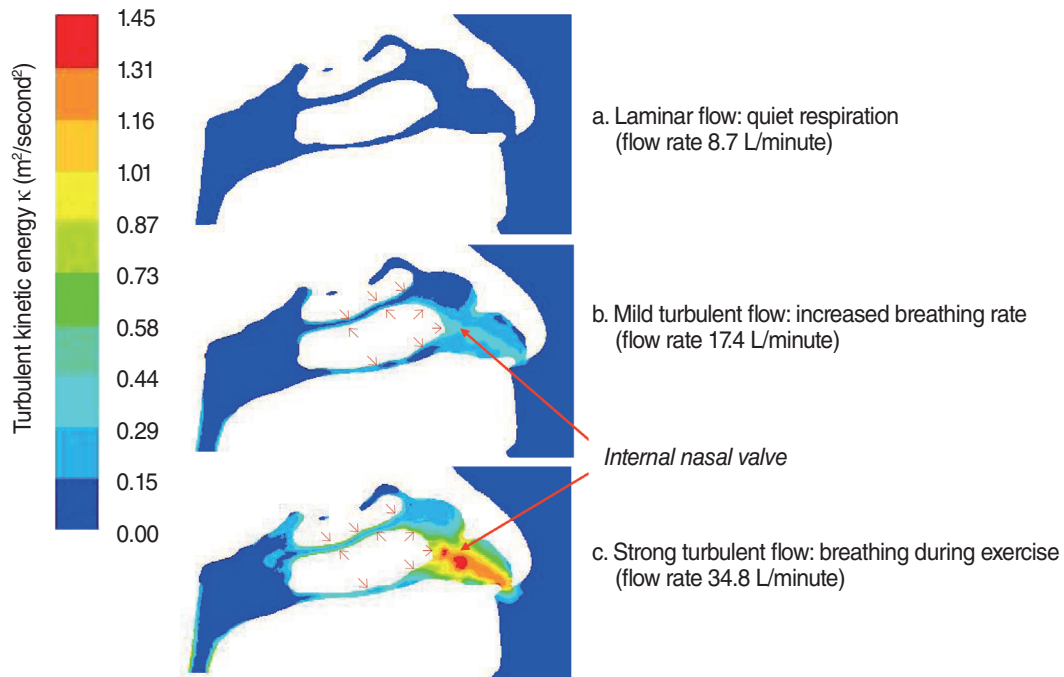 Turbulent kinetic energy κ (m²/second²)
1.45
1.31
1.16
1.01
0.87
0.73
0.58
0.44
0.29
0.15
0.00
a. Laminar flow: quiet respiration
(flow rate 8.7 L/minute)
b. Mild turbulent flow: increased breathing rate
(flow rate 17.4 L/minute)
Internal nasal valve
c. Strong turbulent flow: breathing during exercise
(flow rate 34.8 L/minute)